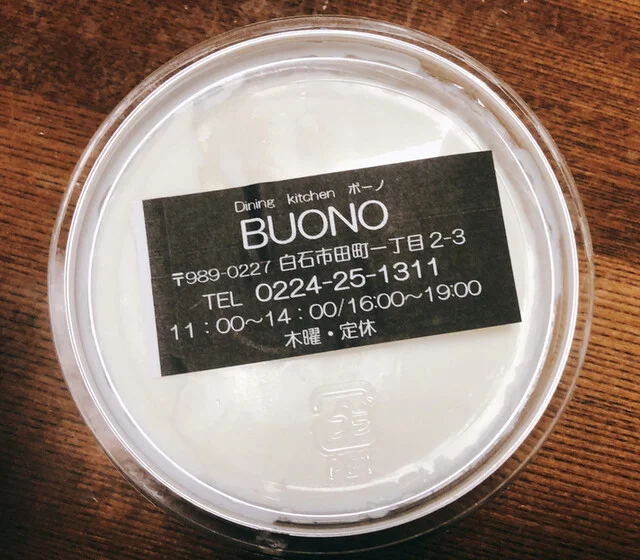 Dining kitchen ボーノ
BUONO
〒989-0227 白石市田町一丁目2-3
TEL 0224-25-1311
11:00～14:00/16:00～19:00
木曜・定休